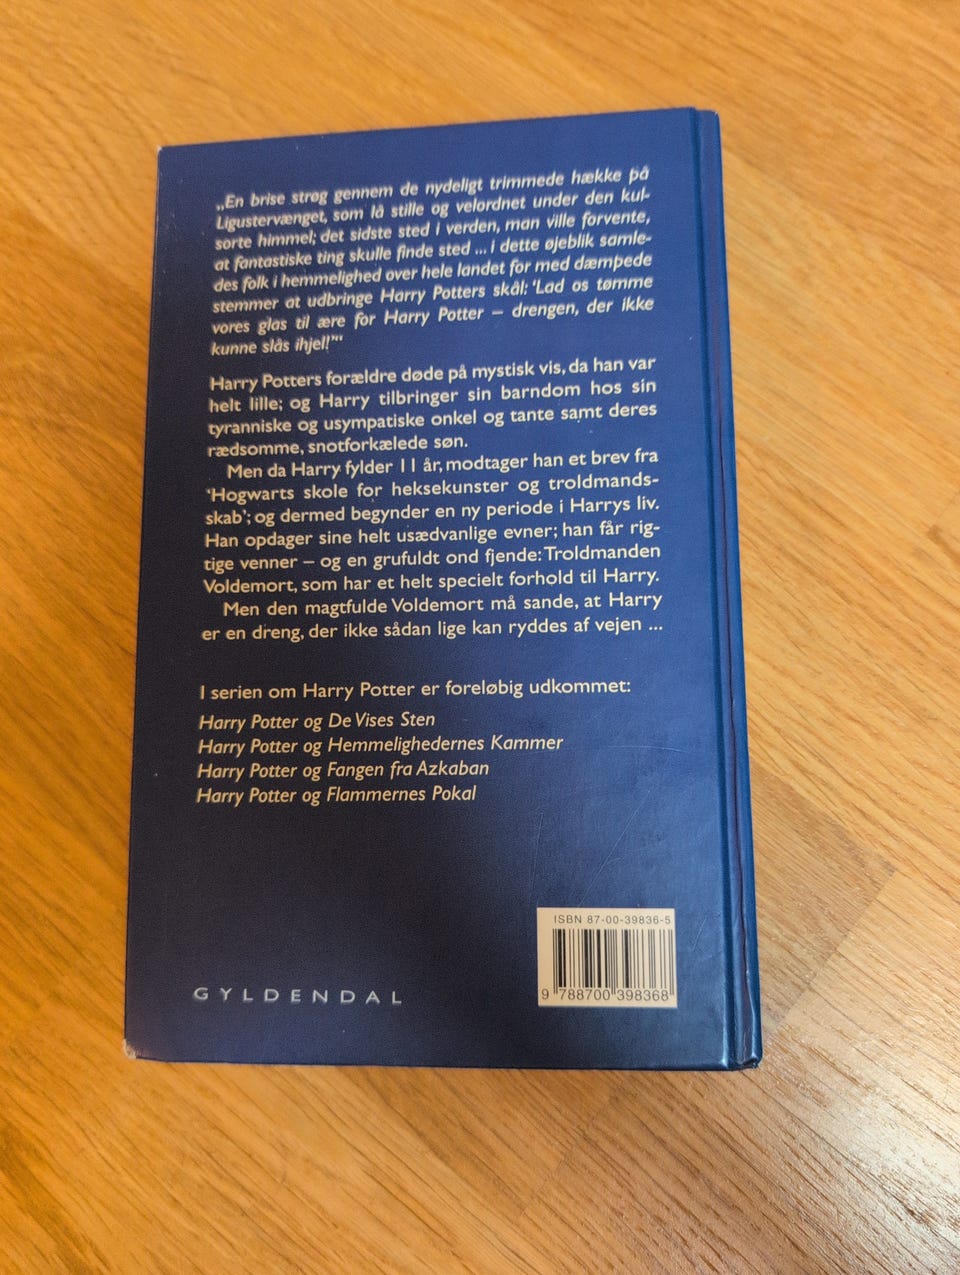 „En brise strøg gennem de nydeligt trimmede hække på
Ligustervænget, som lå stille og velordnet under den kul-
sorte himmel; det sidste sted i verden, man ville forvente,
at fantastiske ting skulle finde sted ... i dette øjeblik samle-
des folk i hemmelighed over hele landet for med dæmpede
stemmer at udbringe Harry Potters skål: 'Lad os tømme
vores glas til ære for Harry Potter – drengen, der ikke
kunne slås ihjel!'"
Harry Potters forældre døde på mystisk vis, da han var
helt lille; og Harry tilbringer sin barndom hos sin
tyranniske og usympatiske onkel og tante samt deres
rædsomme, snotforkælede søn.
Men da Harry fylder 11 år, modtager han et brev fra
'Hogwarts skole for heksekunster og troldmands-
skab'; og dermed begynder en ny periode i Harrys liv.
Han opdager sine helt usædvanlige evner; han får rig-
tige venner – og en grufuldt ond fjende: Troldmanden
Voldemort, som har et helt specielt forhold til Harry.
Men den magtfulde Voldemort må sande, at Harry
er en dreng, der ikke sådan lige kan ryddes af vejen ...
I serien om Harry Potter er foreløbig udkommet:
Harry Potter og De Vises Sten
Harry Potter og Hemmelighedernes Kammer
Harry Potter og Fangen fra Azkaban
Harry Potter og Flammernes Pokal
ISBN 87-00-39836-5
9 788700 398368
GYLDENDAL